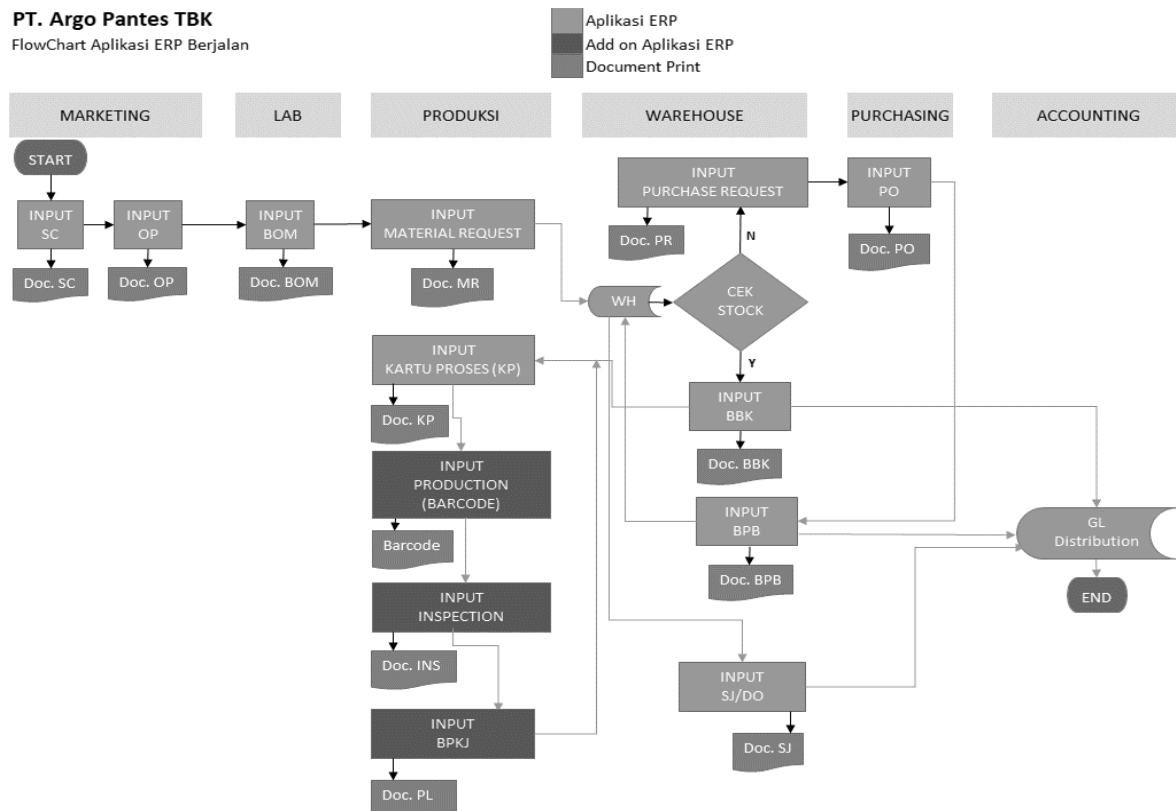 PT. Argo Pantes TBK
FlowChart Aplikasi ERP Berjalan
Aplikasi ERP
Add on Aplikasi ERP
Document Print
MARKETING
LAB
PRODUKSI
WAREHOUSE
PURCHASING
ACCOUNTING
START
INPUT
SC
INPUT
OP
INPUT
BOM
INPUT
MATERIAL REQUEST
INPUT
PURCHASE REQUEST
INPUT
PO
Doc. SC
Doc. OP
Doc. BOM
Doc. MR
Doc. PR
N
Doc. PO
WH
CEK
STOCK
Y
INPUT
KARTU PROSES (KP)
Doc. KP
INPUT
BBK
Doc. BBK
INPUT
PRODUCTION
(BARCODE)
Barcode
INPUT
BPB
Doc. BPB
GL
Distribution
END
INPUT
INSPECTION
Doc. INS
INPUT
SJ/DO
Doc. SJ
INPUT
BPKJ
Doc. PL